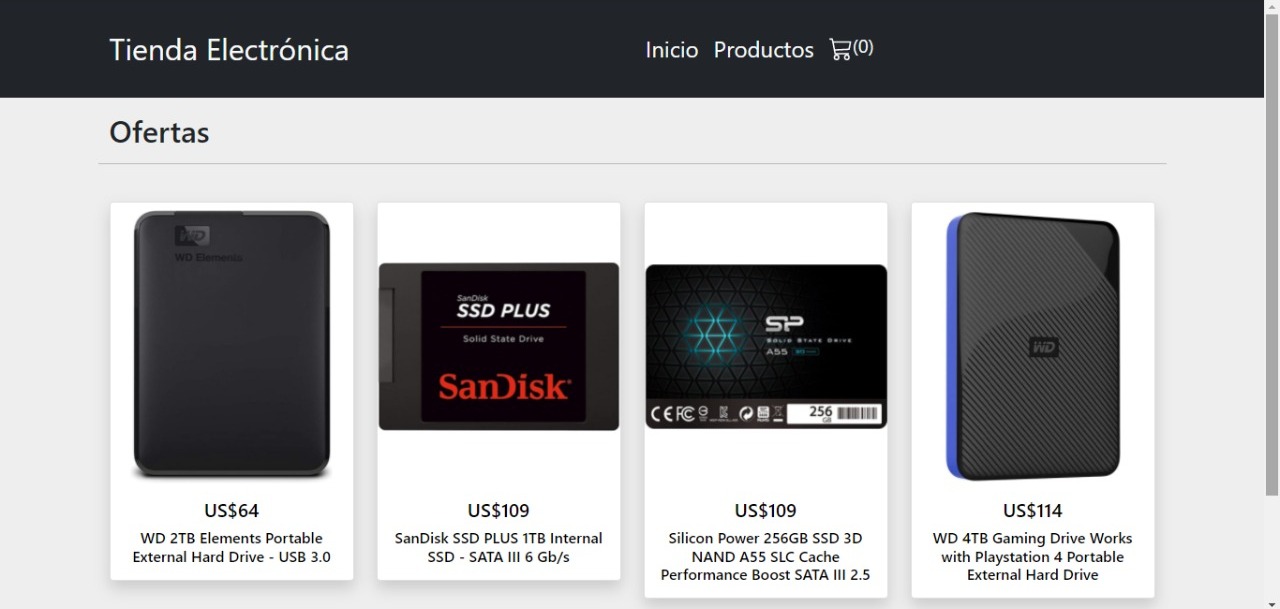 Tienda Electrónica
Inicio Productos (0)
Ofertas
WD
WD Elements
SanDisk
SSD PLUS
Solid State Drive
SanDisk
SP
SOLID STATE DRIVE
A55
256
GB
WD
US$64
WD 2TB Elements Portable
External Hard Drive - USB 3.0
US$109
SanDisk SSD PLUS 1TB Internal
SSD - SATA III 6 Gb/s
US$109
Silicon Power 256GB SSD 3D
NAND A55 SLC Cache
Performance Boost SATA III 2.5
US$114
WD 4TB Gaming Drive Works
with Playstation 4 Portable
External Hard Drive